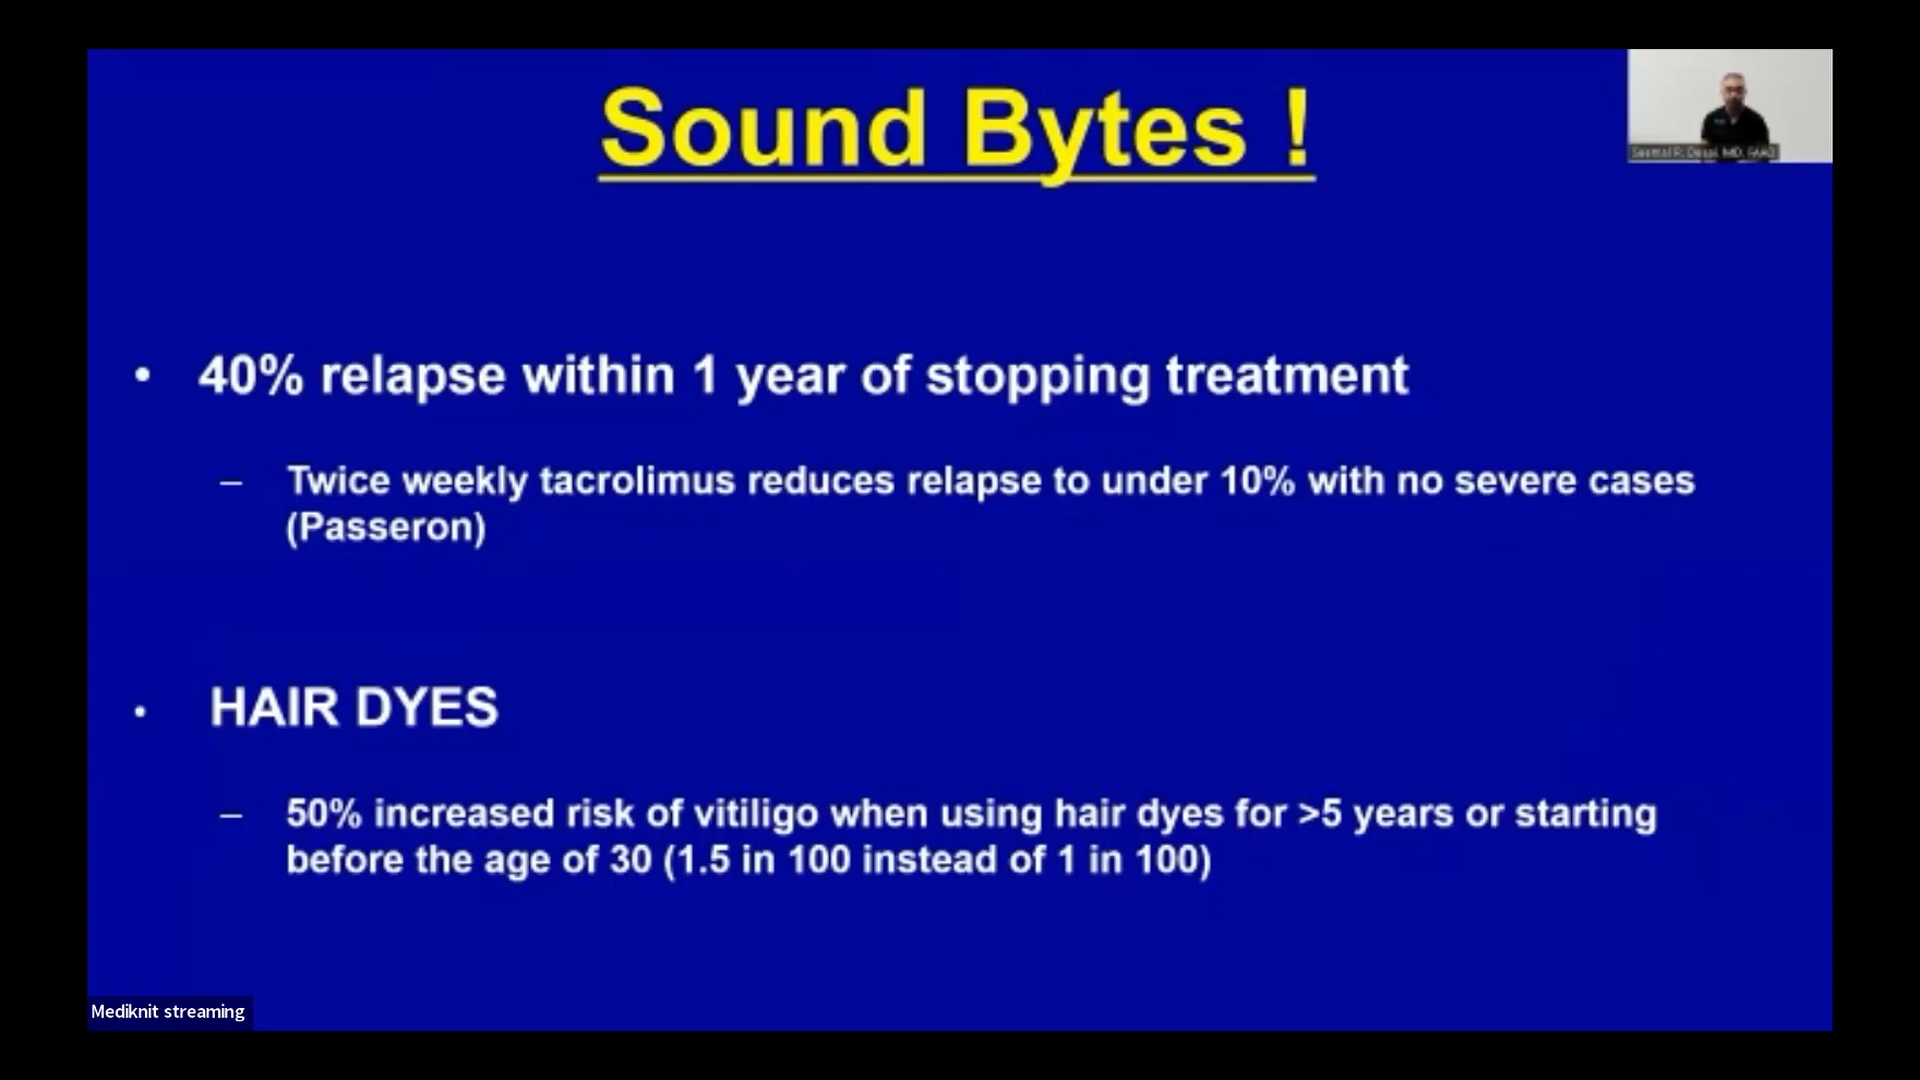 Sound Bytes !
MD, FAAD
• 40% relapse within 1 year of stopping treatment
– Twice weekly tacrolimus reduces relapse to under 10% with no severe cases
(Passeron)
• HAIR DYES
– 50% increased risk of vitiligo when using hair dyes for >5 years or starting
before the age of 30 (1.5 in 100 instead of 1 in 100)
Mediknit streaming